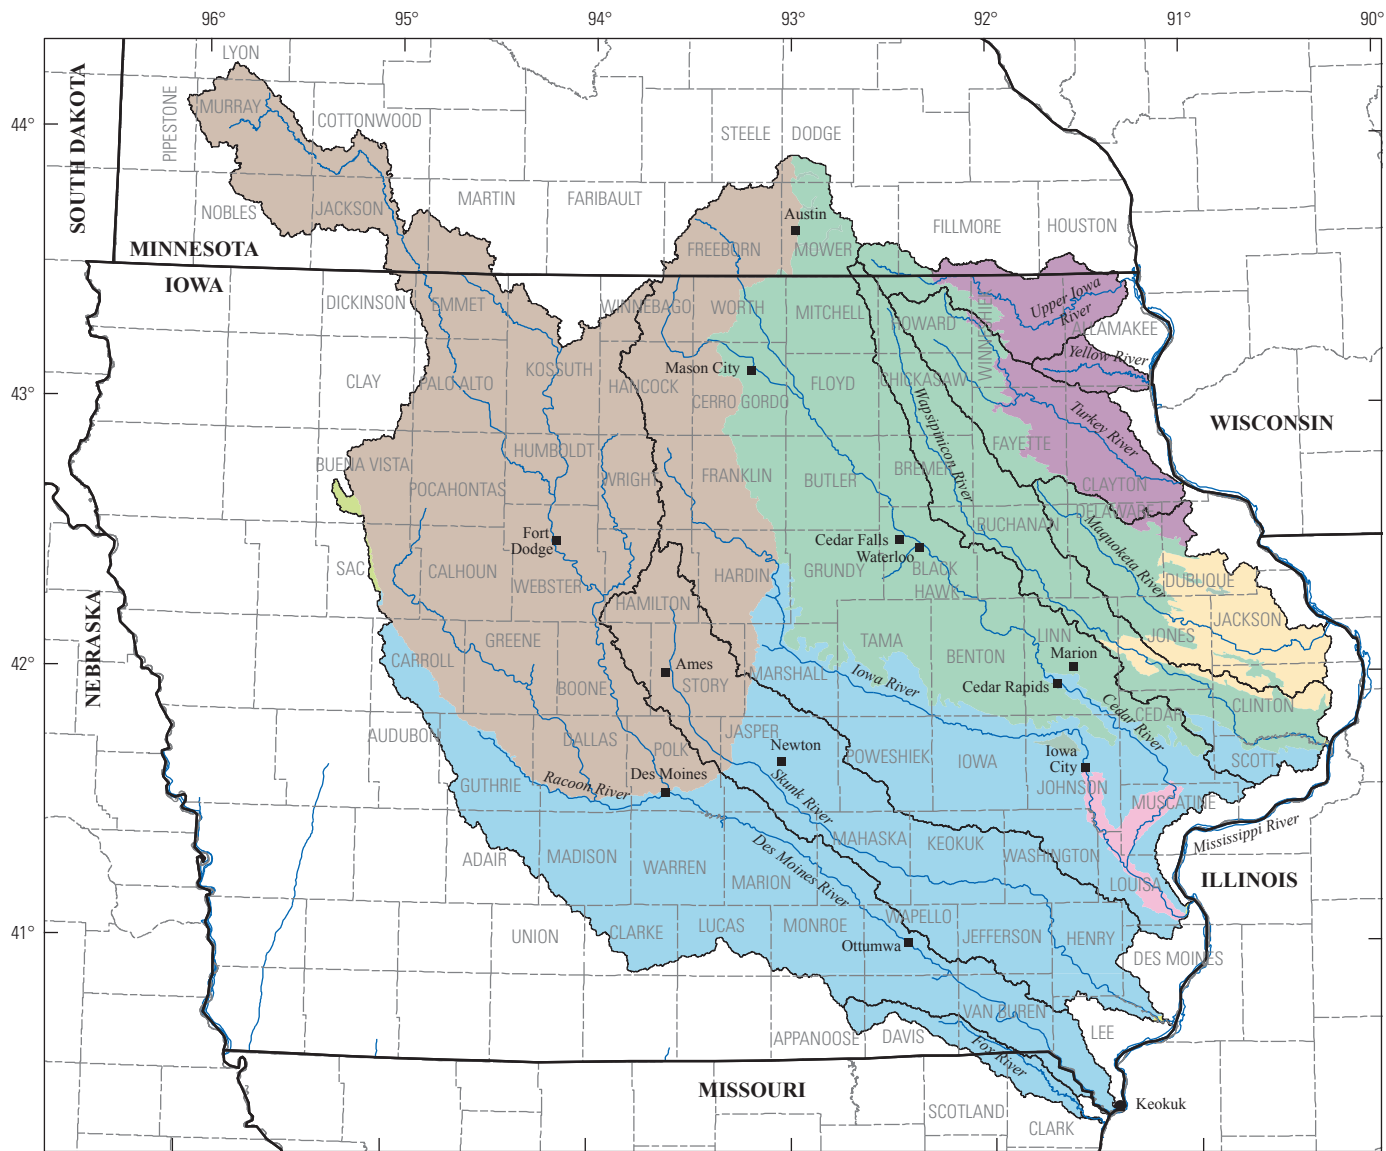 96°
95°
94°
93°
92°
91°
90°
LYON
SOUTH DAKOTA
PIPESTONE
MURRAY
COTTONWOOD
44°
STEELE
DODGE
NOBLES
JACKSON
MARTIN
FARIBAULT
Austin
FREEBORN
MOWER
FILLMORE
HOUSTON
MINNESOTA
IOWA
DICKINSON
EMMET
WINNEBAGO
WORTH
MITCHELL
HOWARD
WINNESHIEK
Upper Iowa
River
ALLAMAKEE
Yellow River
CLAY
PALO ALTO
KOSSUTH
HANCOCK
Mason City
CERRO GORDO
FLOYD
CHICKASAW
43°
Wapsipinicon River
Turkey River
WISCONSIN
BUENA VISTA
POCAHONTAS
HUMBOLDT
WRIGHT
FRANKLIN
BUTLER
BREMER
FAYETTE
CLAYTON
Fort
Dodge
Cedar Falls
Waterloo
BUCHANAN
DELAWARE
Maquoketa River
SAC
CALHOUN
WEBSTER
HAMILTON
HARDIN
GRUNDY
BLACK
HAWK
DUBUQUE
NEBRASKA
JACKSON
GREENE
TAMA
LINN
JONES
42°
CARROLL
BOONE
Ames
STORY
MARSHALL
Iowa River
BENTON
Marion
Cedar Rapids
CEDAR
Cedar River
CLINTON
AUDUBON
DALLAS
POLK
JASPER
Newton
POWESHIEK
IOWA
Iowa
City
JOHNSON
SCOTT
GUTHRIE
Racoon River
Des Moines
Skunk River
MUSCATINE
Mississippi River
ADAIR
MADISON
WARREN
MARION
Des Moines River
MAHASKA
KEOKUK
WASHINGTON
LOUISA
ILLINOIS
41°
UNION
CLARKE
LUCAS
MONROE
WAPELLO
Ottumwa
JEFFERSON
HENRY
DES MOINES
APPANOOSE
DAVIS
VAN BUREN
LEE
Fox River
MISSOURI
SCOTLAND
CLARK
Keokuk